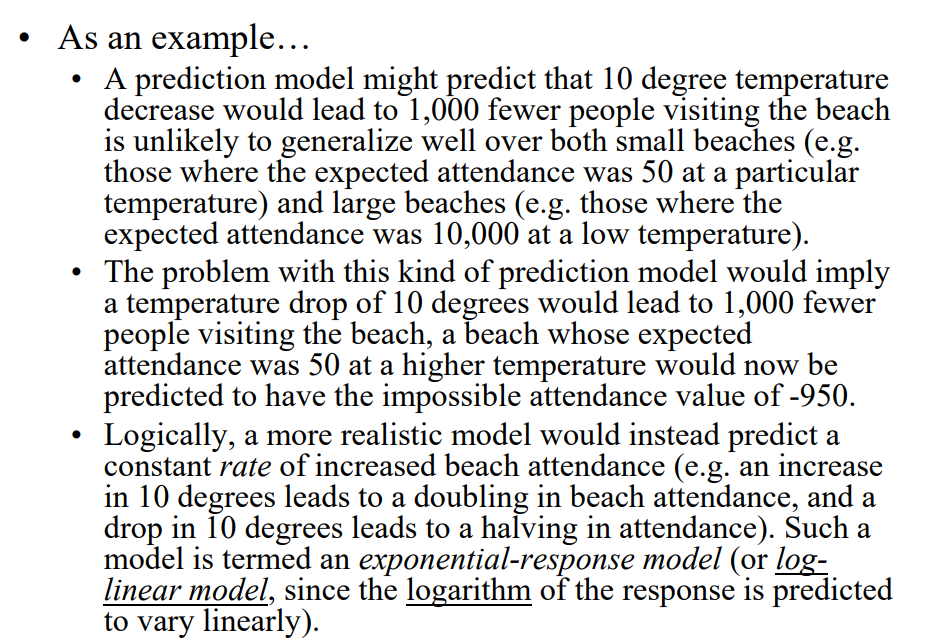 • As an example…
• A prediction model might predict that 10 degree temperature
decrease would lead to 1,000 fewer people visiting the beach
is unlikely to generalize well over both small beaches (e.g.
those where the expected attendance was 50 at a particular
temperature) and large beaches (e.g. those where the
expected attendance was 10,000 at a low temperature).
• The problem with this kind of prediction model would imply
a temperature drop of 10 degrees would lead to 1,000 fewer
people visiting the beach, a beach whose expected
attendance was 50 at a higher temperature would now be
predicted to have the impossible attendance value of -950.
• Logically, a more realistic model would instead predict a
constant rate of increased beach attendance (e.g. an increase
in 10 degrees leads to a doubling in beach attendance, and a
drop in 10 degrees leads to a halving in attendance). Such a
model is termed an exponential-response model (or log-
linear model, since the logarithm of the response is predicted
to vary linearly).